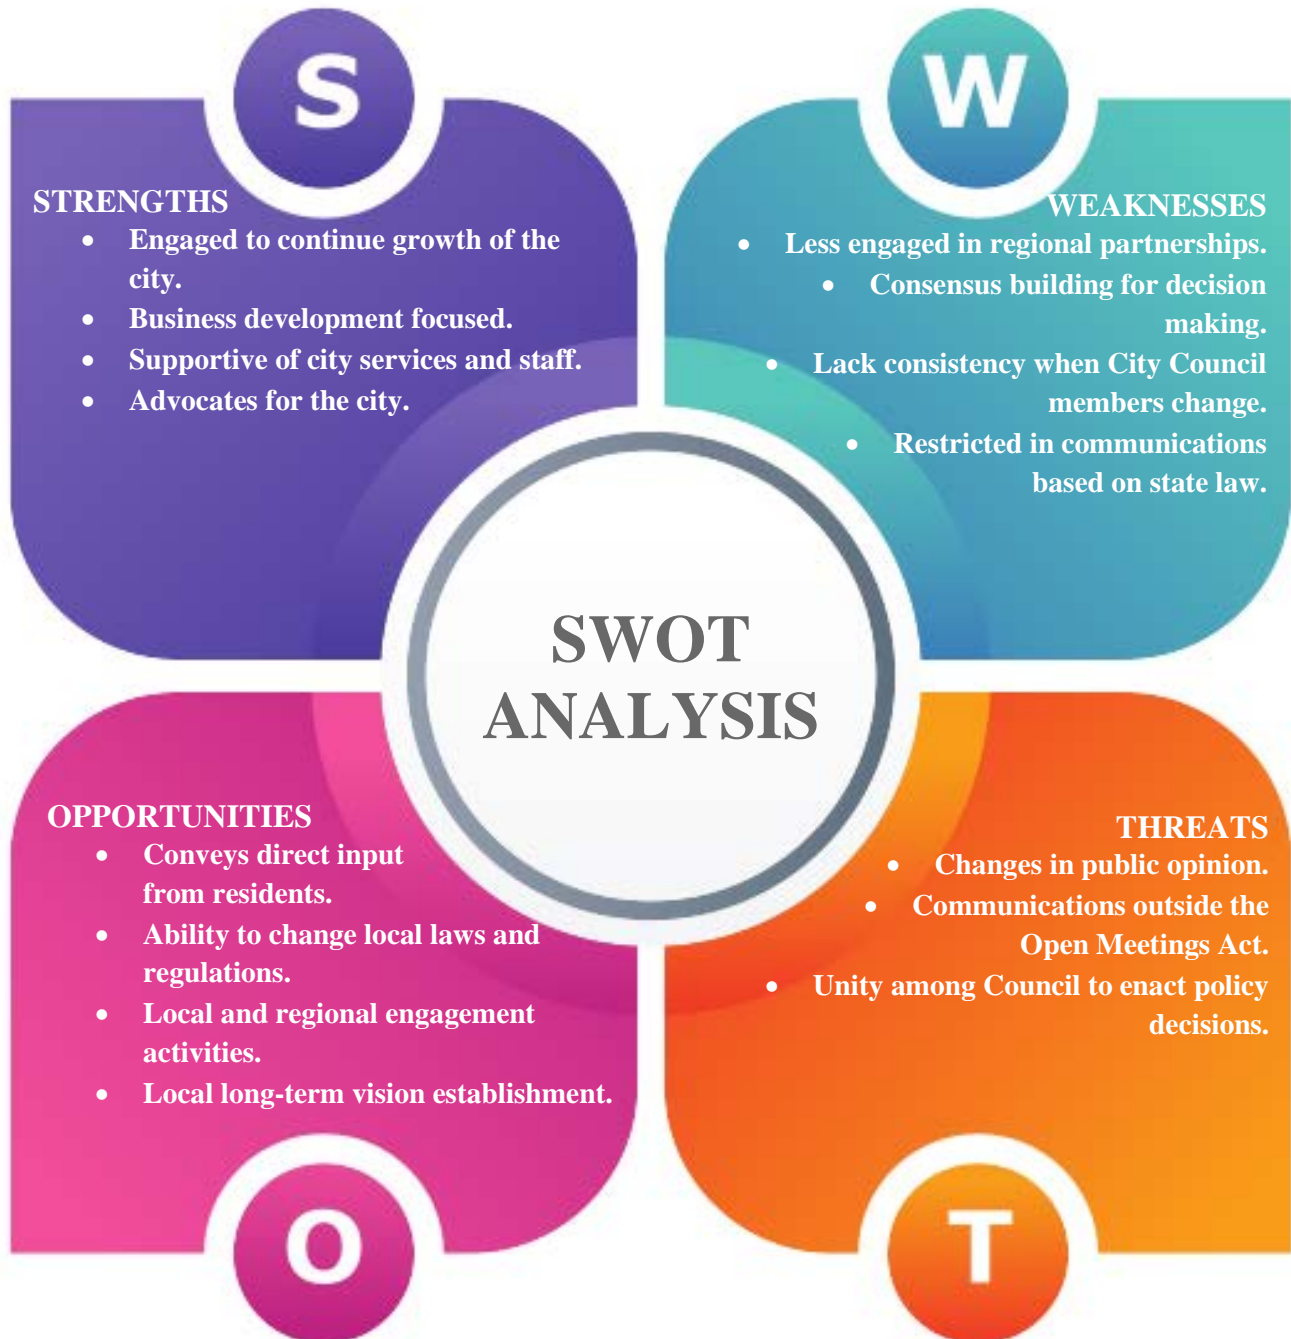 S
STRENGTHS
• Engaged to continue growth of the
city.
• Business development focused.
• Supportive of city services and staff.
• Advocates for the city.
W
WEAKNESSES
• Less engaged in regional partnerships.
• Consensus building for decision
making.
• Lack consistency when City Council
members change.
• Restricted in communications
based on state law.
SWOT
ANALYSIS
OPPORTUNITIES
• Conveys direct input
from residents.
• Ability to change local laws and
regulations.
• Local and regional engagement
activities.
• Local long-term vision establishment.
O
THREATS
• Changes in public opinion.
• Communications outside the
Open Meetings Act.
• Unity among Council to enact policy
decisions.
T